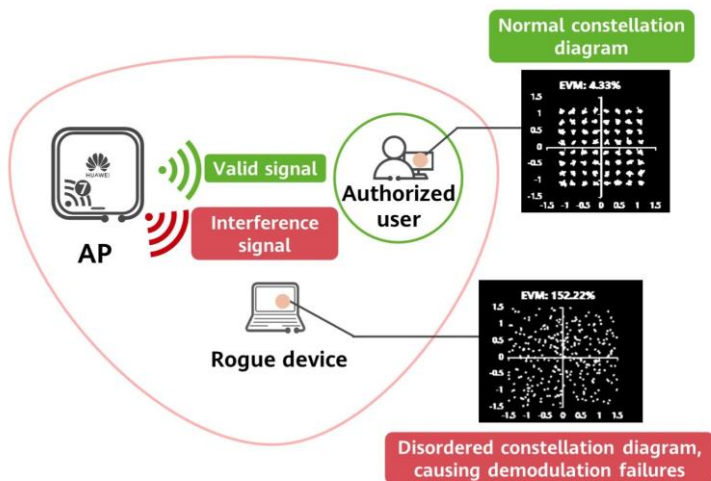 Normal constellation
diagram
EVM: 4.33%
1.5
1
0.5
0
-0.5
-1
-1.5
-1.5 -1 -0.5 0 0.5 1 1.5
HUAWEI
7
Valid signal
Interference
signal
AP
Authorized
user
Rogue device
EVM: 152.22%
1.5
1
0.5
0
-0.5
-1
-1.5
-1.5 -1 -0.5 0 0.5 1 1.5
Disordered constellation diagram,
causing demodulation failures